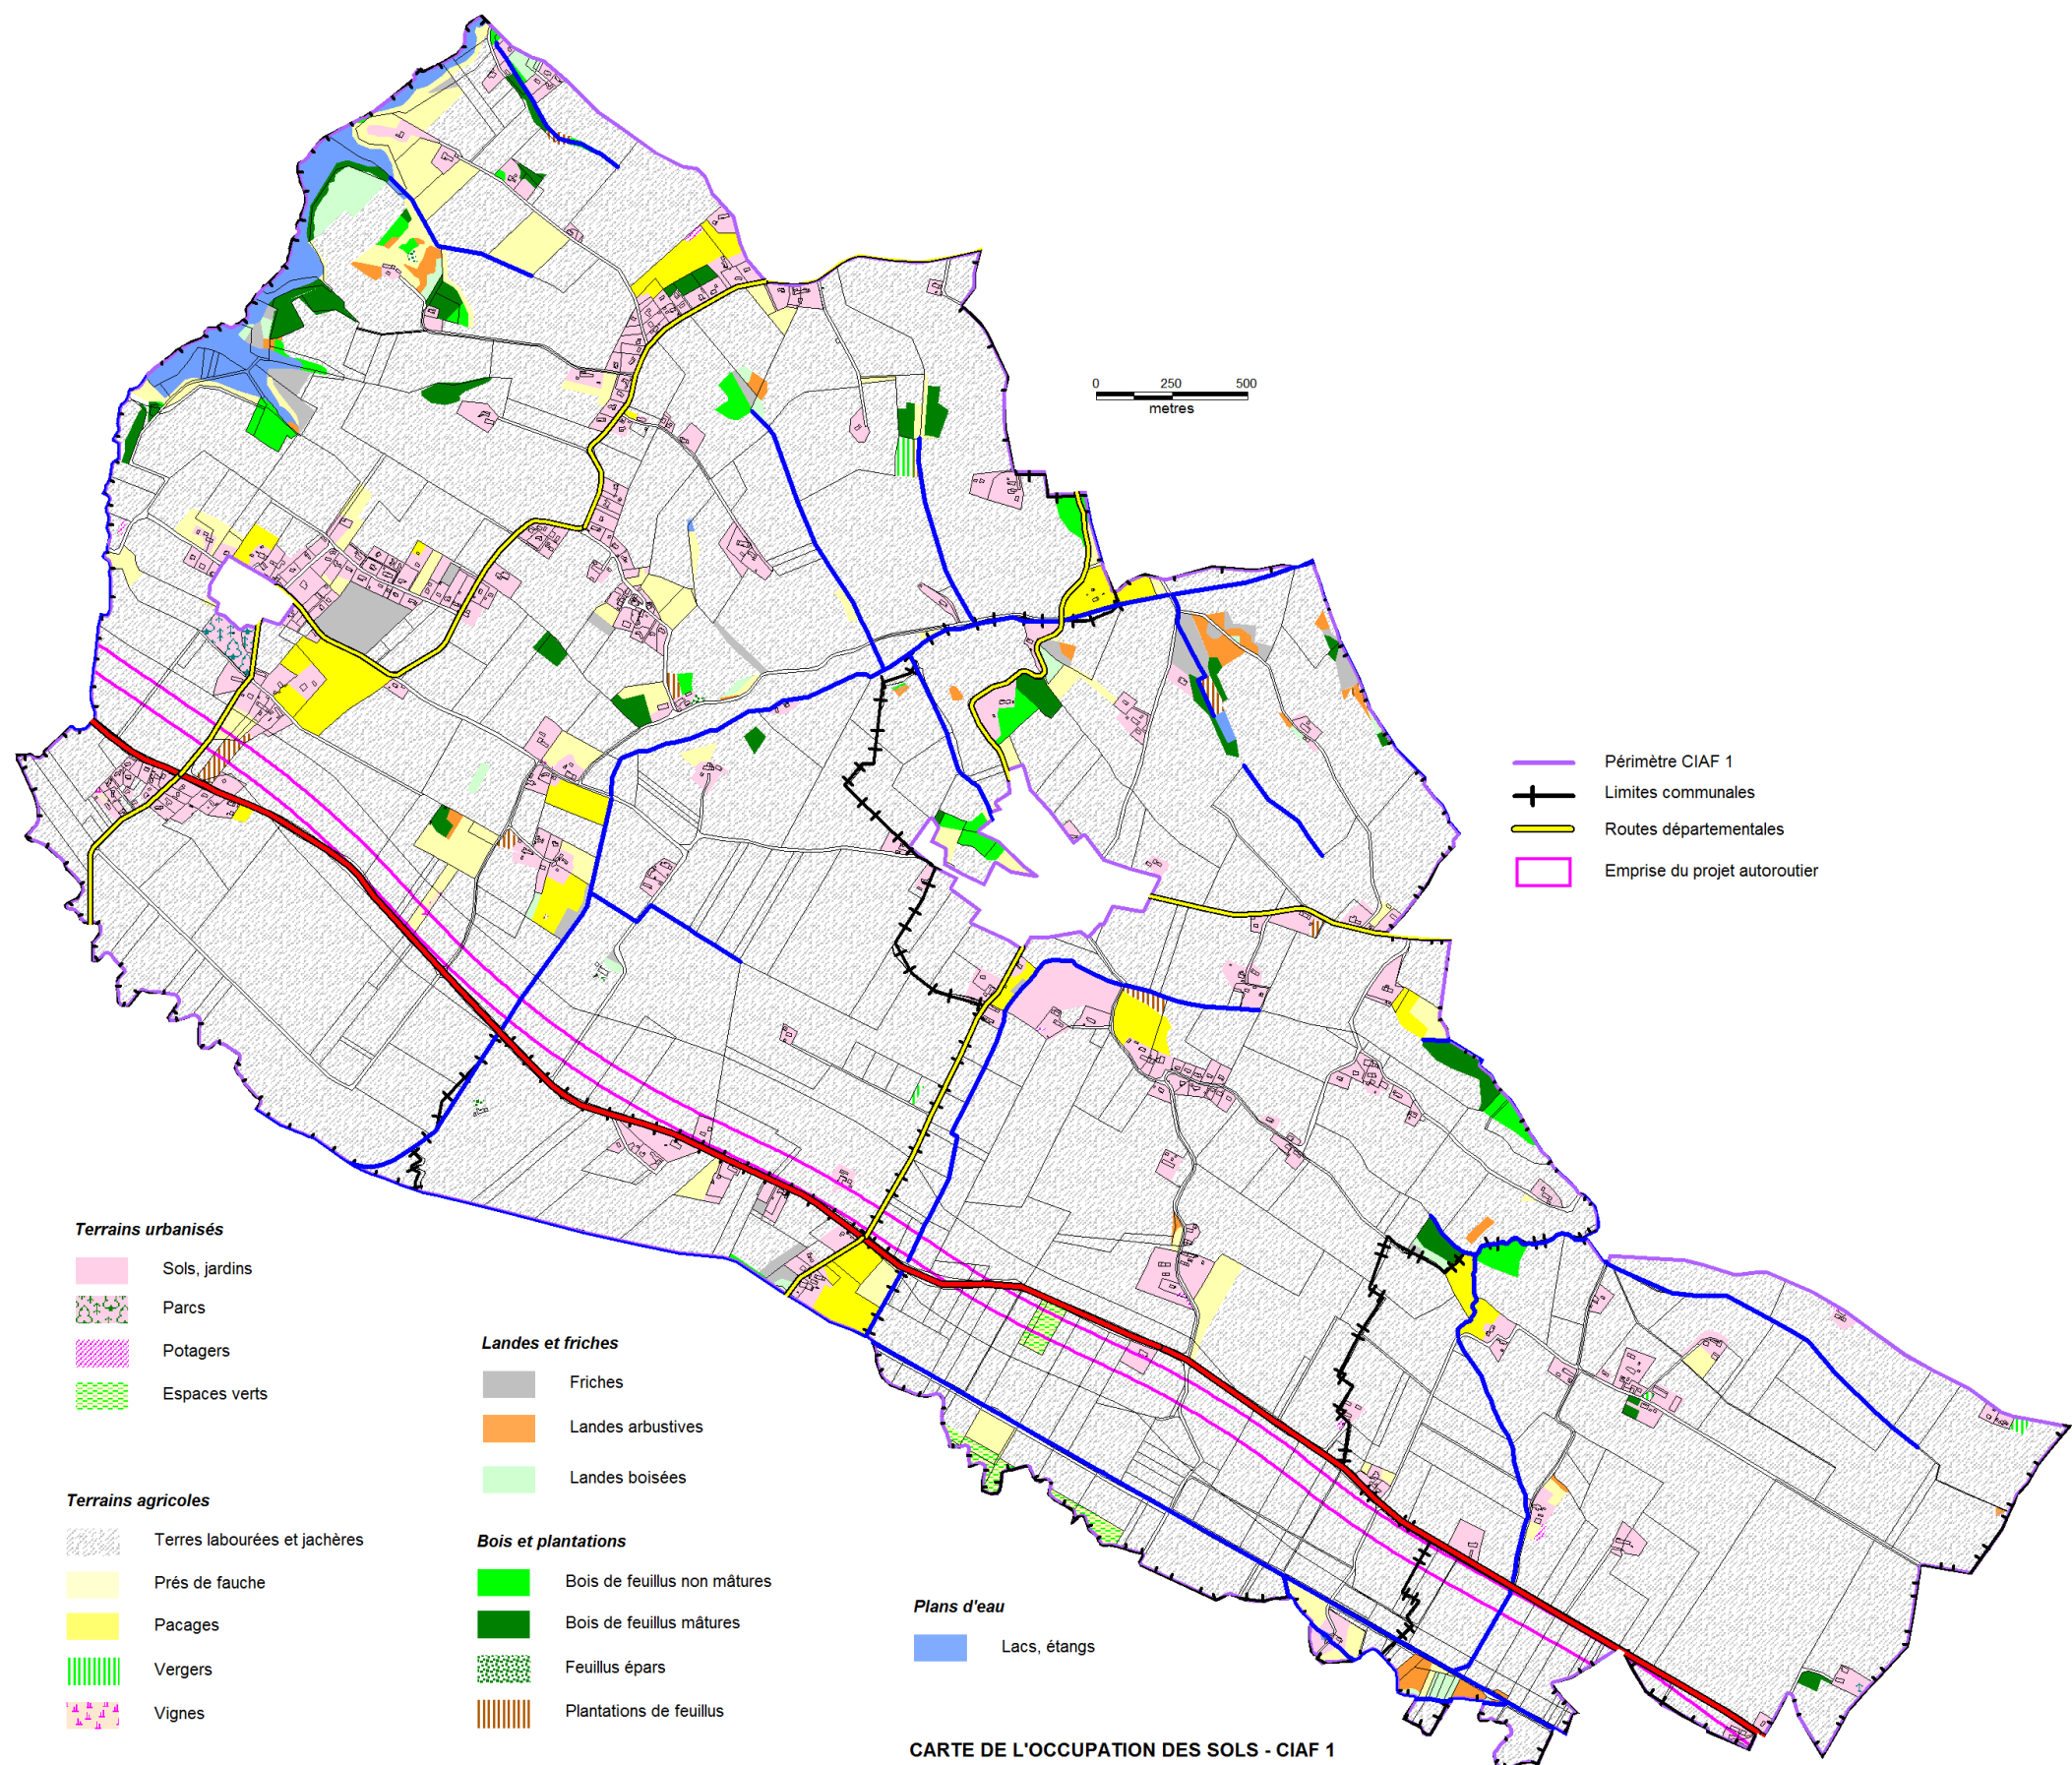 0 250 500
metres
Périmètre CIAF 1
Limites communales
Routes départementales
Emprise du projet autoroutier
Terrains urbanisés
Sols, jardins
Parcs
Potagers
Espaces verts
Terrains agricoles
Terres labourées et jachères
Prés de fauche
Pacages
Vergers
Vignes
Landes et friches
Friches
Landes arbustives
Landes boisées
Bois et plantations
Bois de feuillus non mâtures
Bois de feuillus mâtures
Feuillus épars
Plantations de feuillus
Plans d'eau
Lacs, étangs
CARTE DE L'OCCUPATION DES SOLS - CIAF 1